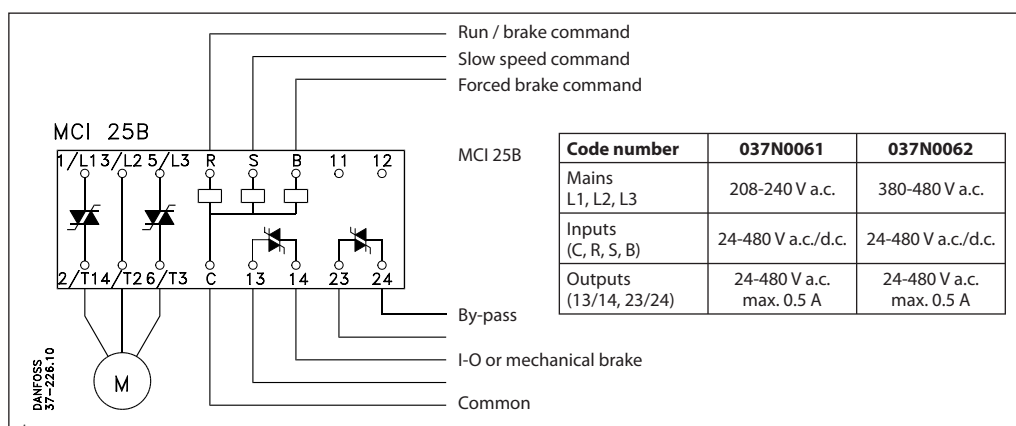 Run / brake command
Slow speed command
Forced brake command
MCI 25B
1/L1 3/L2 5/L3 R S B 11 12
2/T1 4/T2 6/T3 C 13 14 23 24
M
DANFOSS
37-226.10
By-pass
I-O or mechanical brake
Common
MCI 25B
Code number 037N0061 037N0062
Mains
L1, L2, L3 208-240 V a.c. 380-480 V a.c.
Inputs
(C, R, S, B) 24-480 V a.c./d.c. 24-480 V a.c./d.c.
Outputs
(13/14, 23/24) 24-480 V a.c. 24-480 V a.c.
max. 0.5 A max. 0.5 A